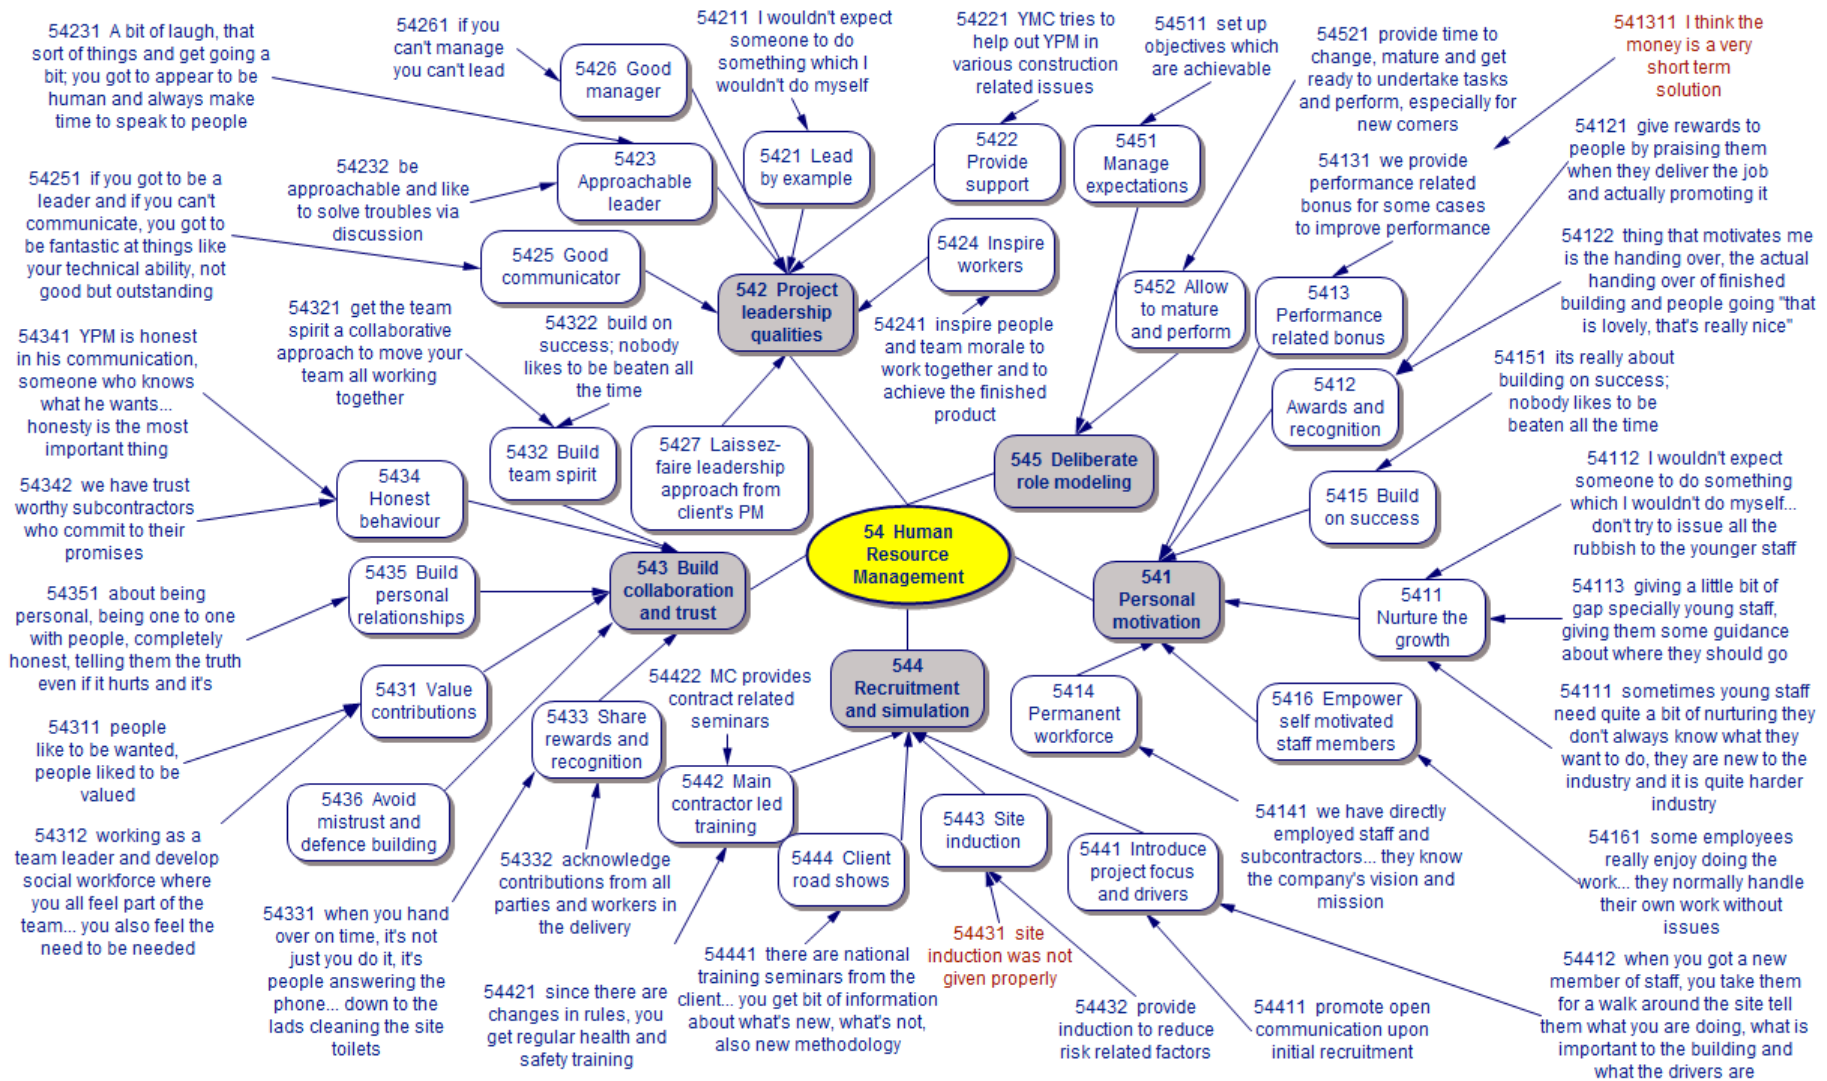 54231 A bit of laugh, that
sort of things and get going a
bit; you got to appear to be
human and always make
time to speak to people
54261 if you
can't manage
you can't lead
5426 Good
manager
54211 I wouldn't expect
someone to do
something which I
wouldn't do myself
54221 YMC tries to
help out YPM in
various construction
related issues
54511 set up
objectives which
are achievable
54521 provide time to
change, mature and get
ready to undertake tasks
and perform, especially for
new comers
541311 I think the
money is a very
short term
solution
54251 if you got to be a
leader and if you can't
communicate, you got to
be fantastic at things like
your technical ability, not
good but outstanding
54232 be
approachable and like
to solve troubles via
discussion
5423
Approachable
leader
5421 Lead
by example
5422
Provide
support
5451
Manage
expectations
54131 we provide
performance related
bonus for some cases
to improve performance
54121 give rewards to
people by praising them
when they deliver the job
and actually promoting it
5425 Good
communicator
542 Project
leadership
qualities
5424 Inspire
workers
5452 Allow
to mature
and perform
5413
Performance
related bonus
54122 thing that motivates me
is the handing over, the actual
handing over of finished
building and people going "that
is lovely, that's really nice"
54341 YPM is honest
in his communication,
someone who knows
what he wants...
honesty is the most
important thing
54321 get the team
spirit a collaborative
approach to move your
team all working
together
54322 build on
success; nobody
likes to be beaten all
the time
54241 inspire people
and team morale to
work together and to
achieve the finished
product
5412
Awards and
recognition
54151 its really about
building on success;
nobody likes to be
beaten all the time
5432 Build
team spirit
5427 Laissez-
faire leadership
approach from
client's PM
545 Deliberate
role modeling
5415 Build
on success
54112 I wouldn't expect
someone to do something
which I wouldn't do myself...
don't try to issue all the
rubbish to the younger staff
54342 we have trust
worthy subcontractors
who commit to their
promises
5434
Honest
behaviour
54 Human
Resource
Management
5435 Build
personal
relationships
543 Build
collaboration
and trust
541
Personal
motivation
5411
Nurture the
growth
54113 giving a little bit of
gap specially young staff,
giving them some guidance
about where they should go
54351 about being
personal, being one to one
with people, completely
honest, telling them the truth
even if it hurts and it's
5431 Value
contributions
54422 MC provides
contract related
seminars
544
Recruitment
and simulation
5414
Permanent
workforce
5416 Empower
self motivated
staff members
54111 sometimes young staff
need quite a bit of nurturing they
don't always know what they
want to do, they are new to the
industry and it is quite harder
industry
54311 people
like to be wanted,
people liked to be
valued
5433 Share
rewards and
recognition
5436 Avoid
mistrust and
defence building
5442 Main
contractor led
training
5443 Site
induction
5444 Client
road shows
5441 Introduce
project focus
and drivers
54141 we have directly
employed staff and
subcontractors... they know
the company's vision and
mission
54161 some employees
really enjoy doing the
work... they normally handle
their own work without
issues
54312 working as a
team leader and develop
social workforce where
you all feel part of the
team... you also feel the
need to be needed
54332 acknowledge
contributions from all
parties and workers in
the delivery
54331 when you hand
over on time, it's not
just you do it, it's
people answering the
phone... down to the
lads cleaning the site
toilets
54421 since there are
changes in rules, you
get regular health and
safety training
54441 there are national
training seminars from the
client... you get bit of information
about what's new, what's not,
also new methodology
54431 site
induction was not
given properly
54432 provide
induction to reduce
risk related factors
54411 promote open
communication upon
initial recruitment
54412 when you got a new
member of staff, you take them
for a walk around the site tell
them what you are doing, what is
important to the building and
what the drivers are